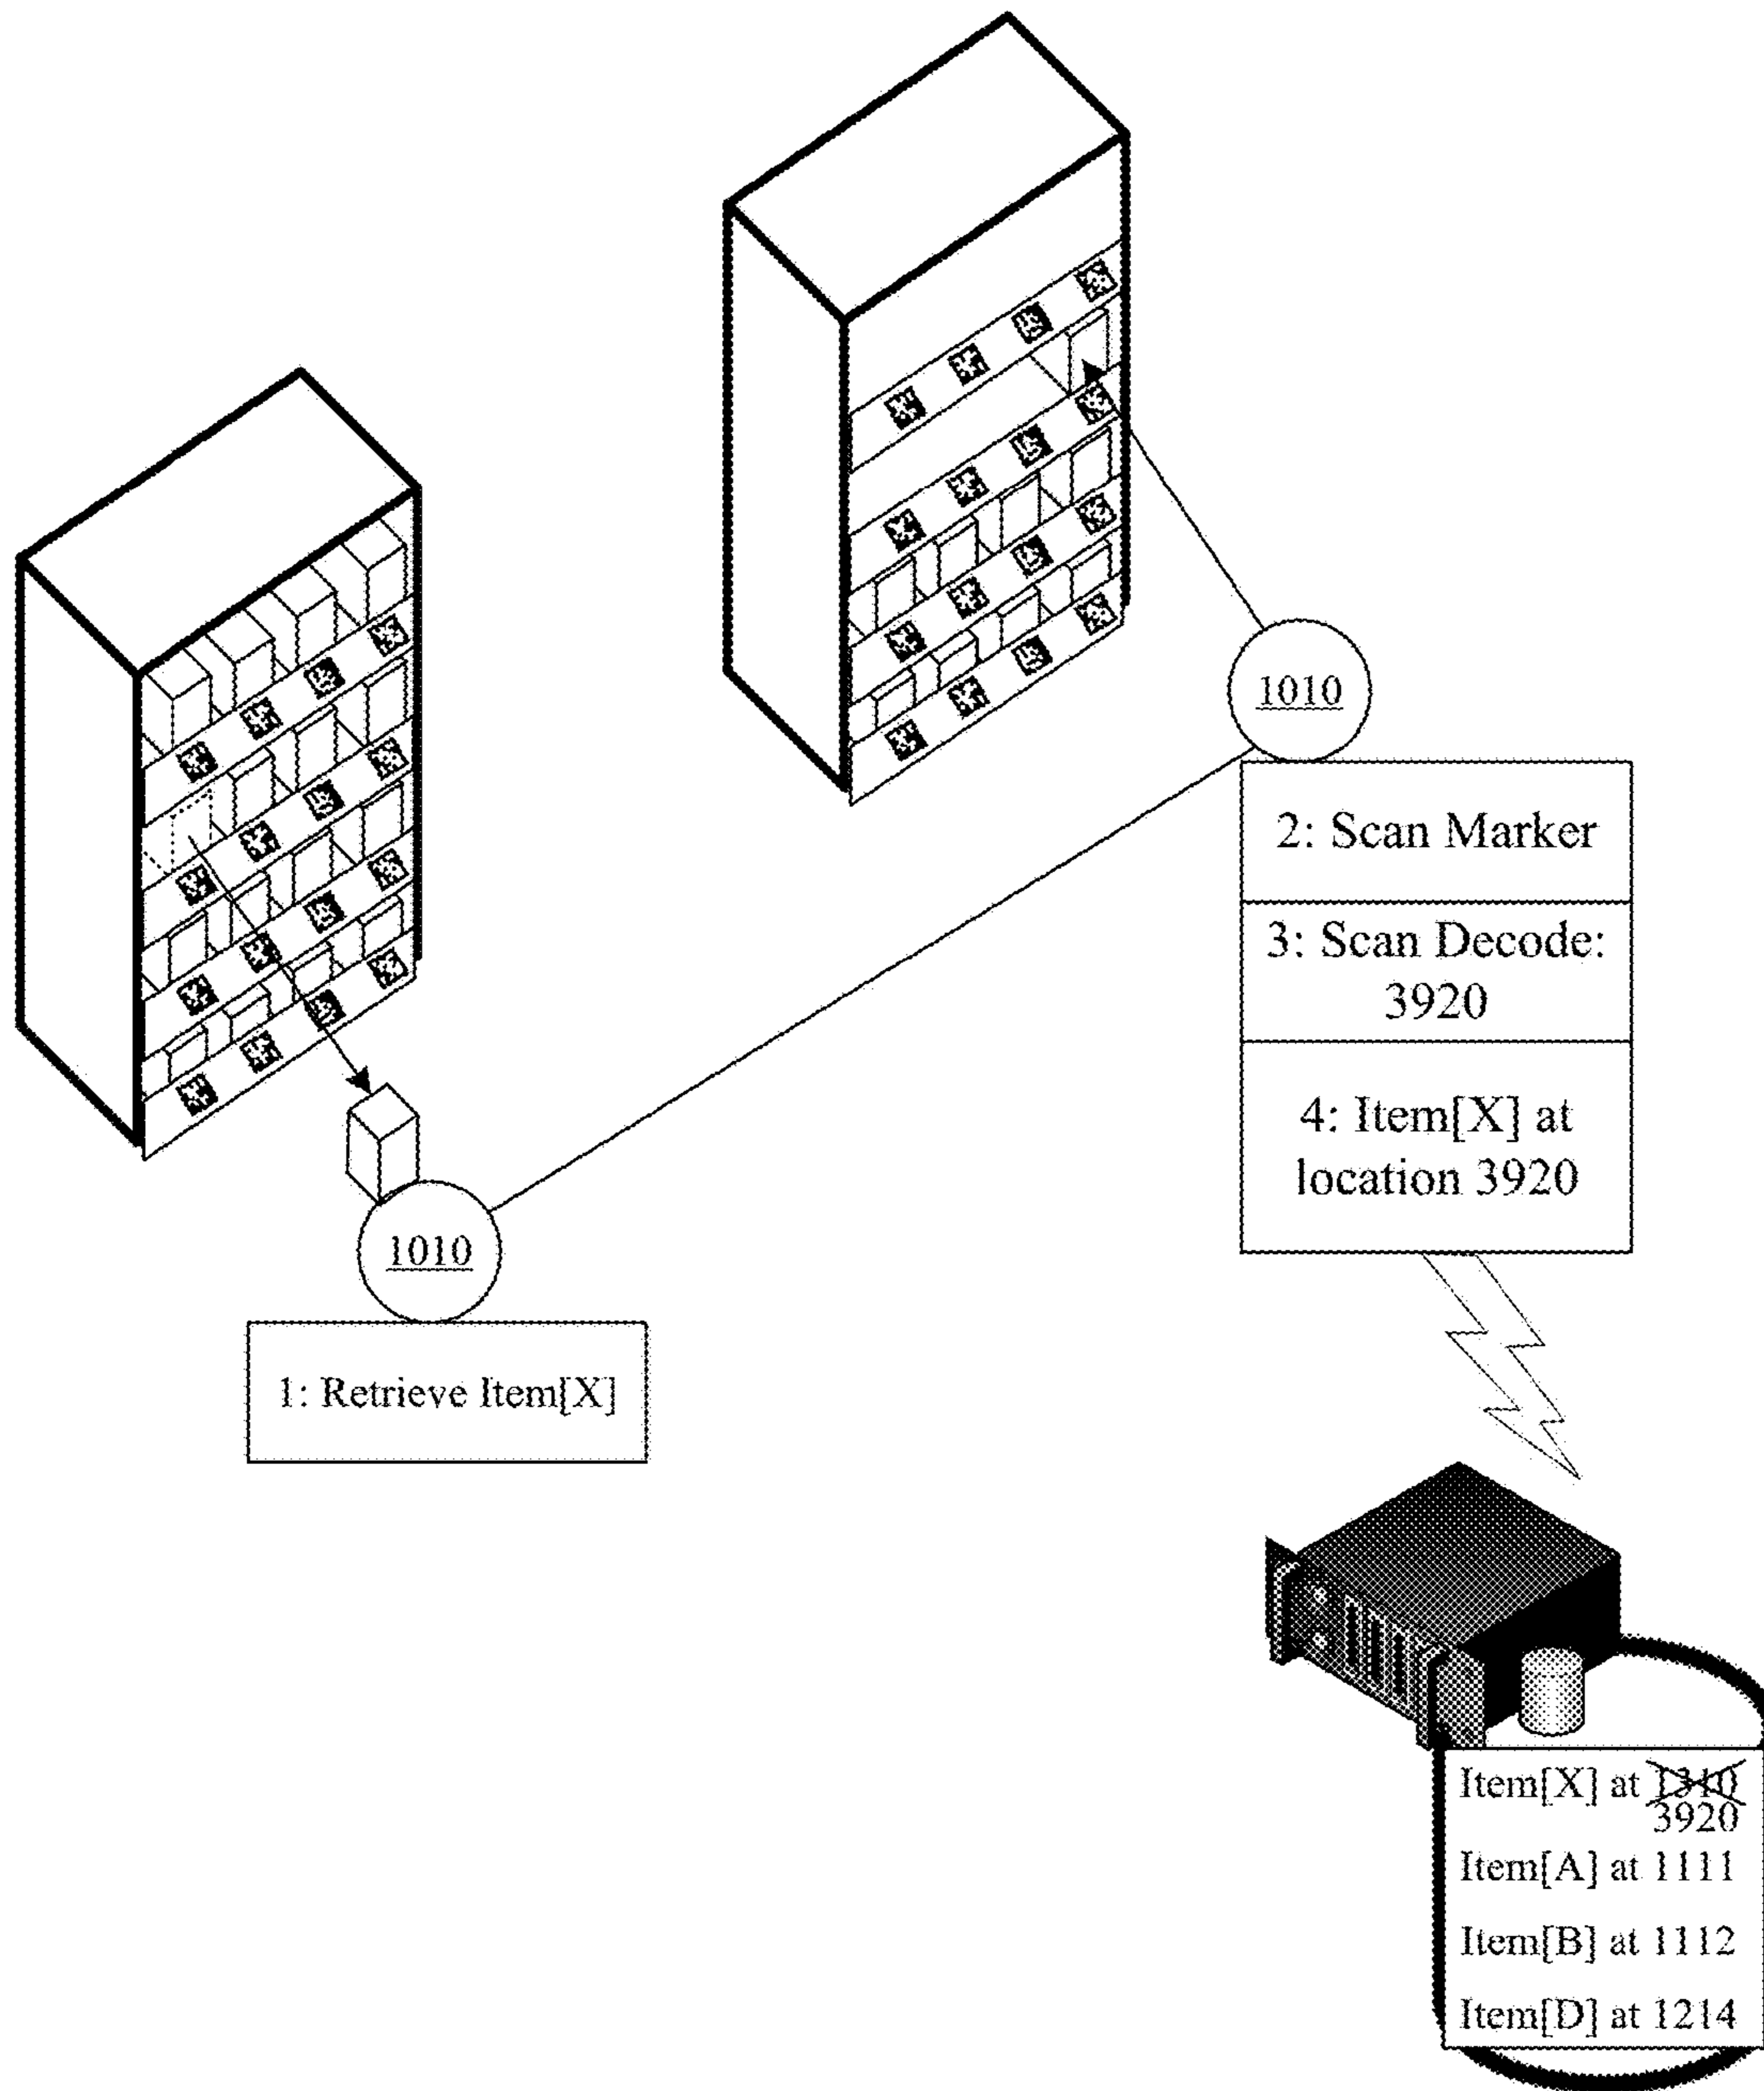 1010
2: Scan Marker
3: Scan Decode:
3920
4: Item[X] at
location 3920
1010
1: Retrieve Item[X]
Item[X] at 1310
3920
Item[A] at 1111
Item[B] at 1112
Item[D] at 1214